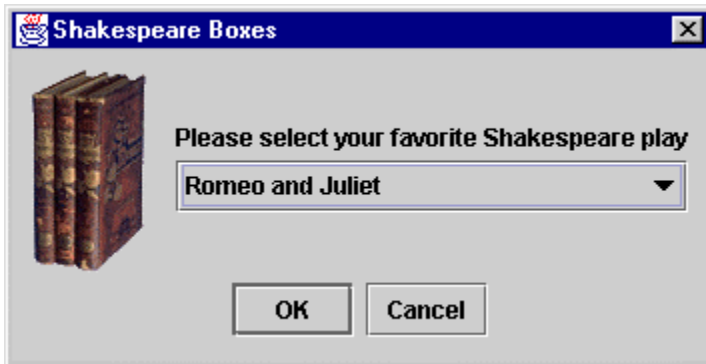 Shakespeare Boxes
Please select your favorite Shakespeare play
Romeo and Juliet
OK Cancel